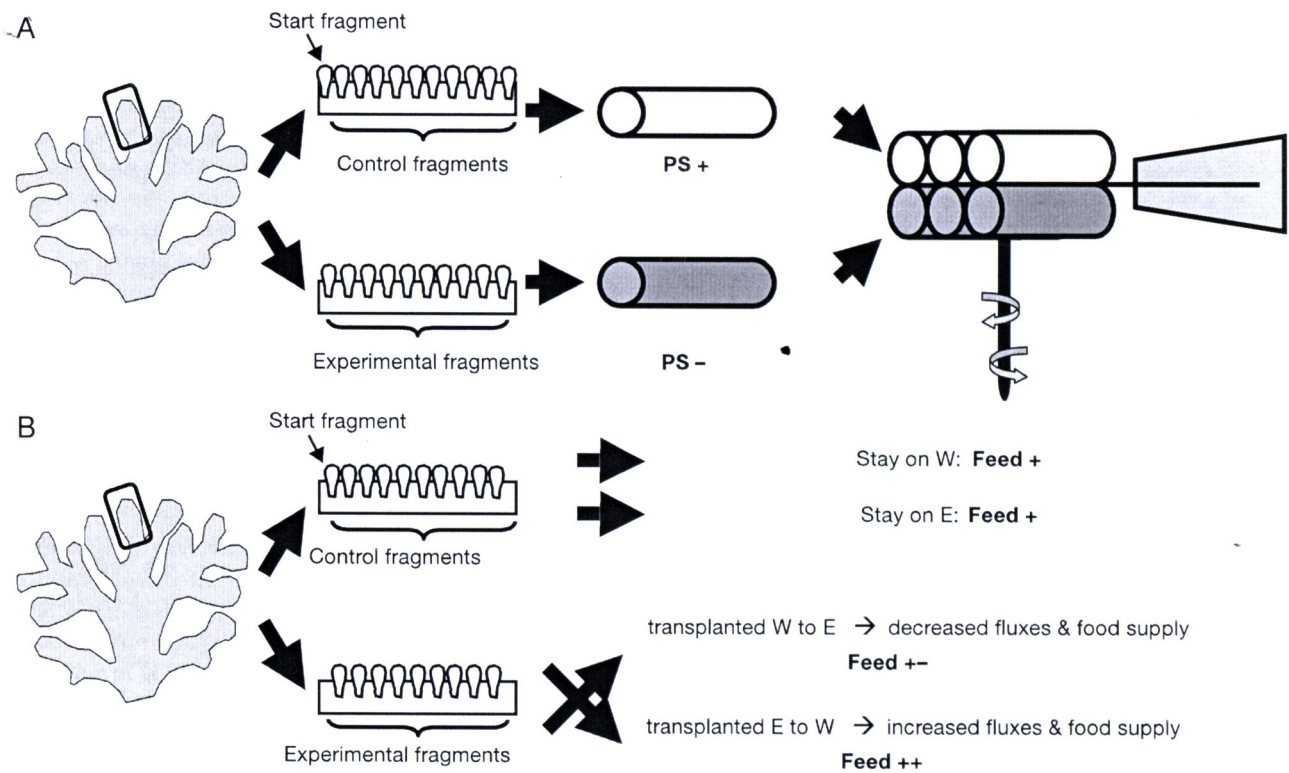 A
Start fragment
Control fragments
PS +
Experimental fragments
PS –
B
Start fragment
Control fragments
Stay on W: Feed +
Stay on E: Feed +
Experimental fragments
transplanted W to E → decreased fluxes & food supply
Feed +–
transplanted E to W → increased fluxes & food supply
Feed ++